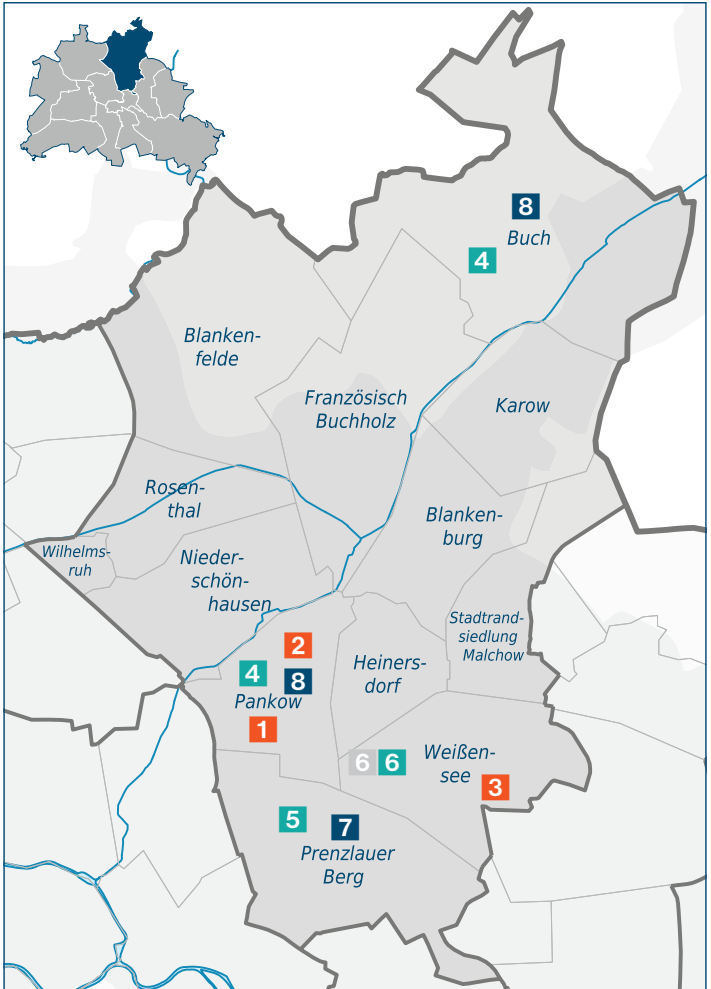 8
Buch
4
Blanken-
felde
Französisch
Buchholz
Karow
Rosen-
thal
Blanken-
burg
Wilhelms-
ruh
Nieder-
schön-
hausen
Stadtrand-
siedlung
Malchow
2
4
8
Pankow
1
Heiners-
dorf
6 6
Weißen-
see
3
5
7
Prenzlauer
Berg